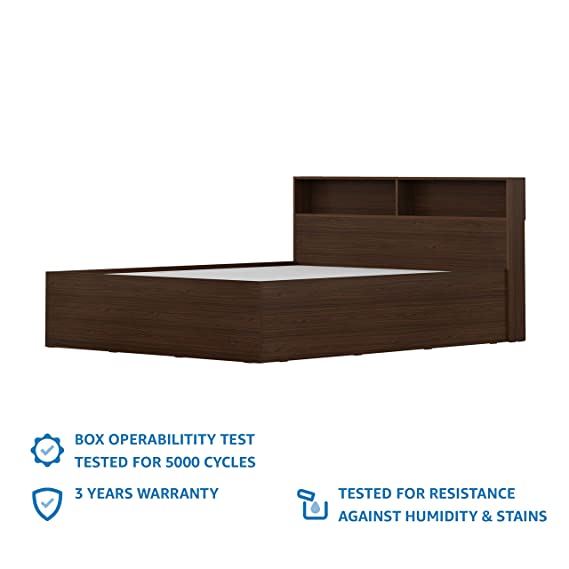 BOX OPERABILITITY TEST
TESTED FOR 5000 CYCLES
3 YEARS WARRANTY
TESTED FOR RESISTANCE
AGAINST HUMIDITY & STAINS